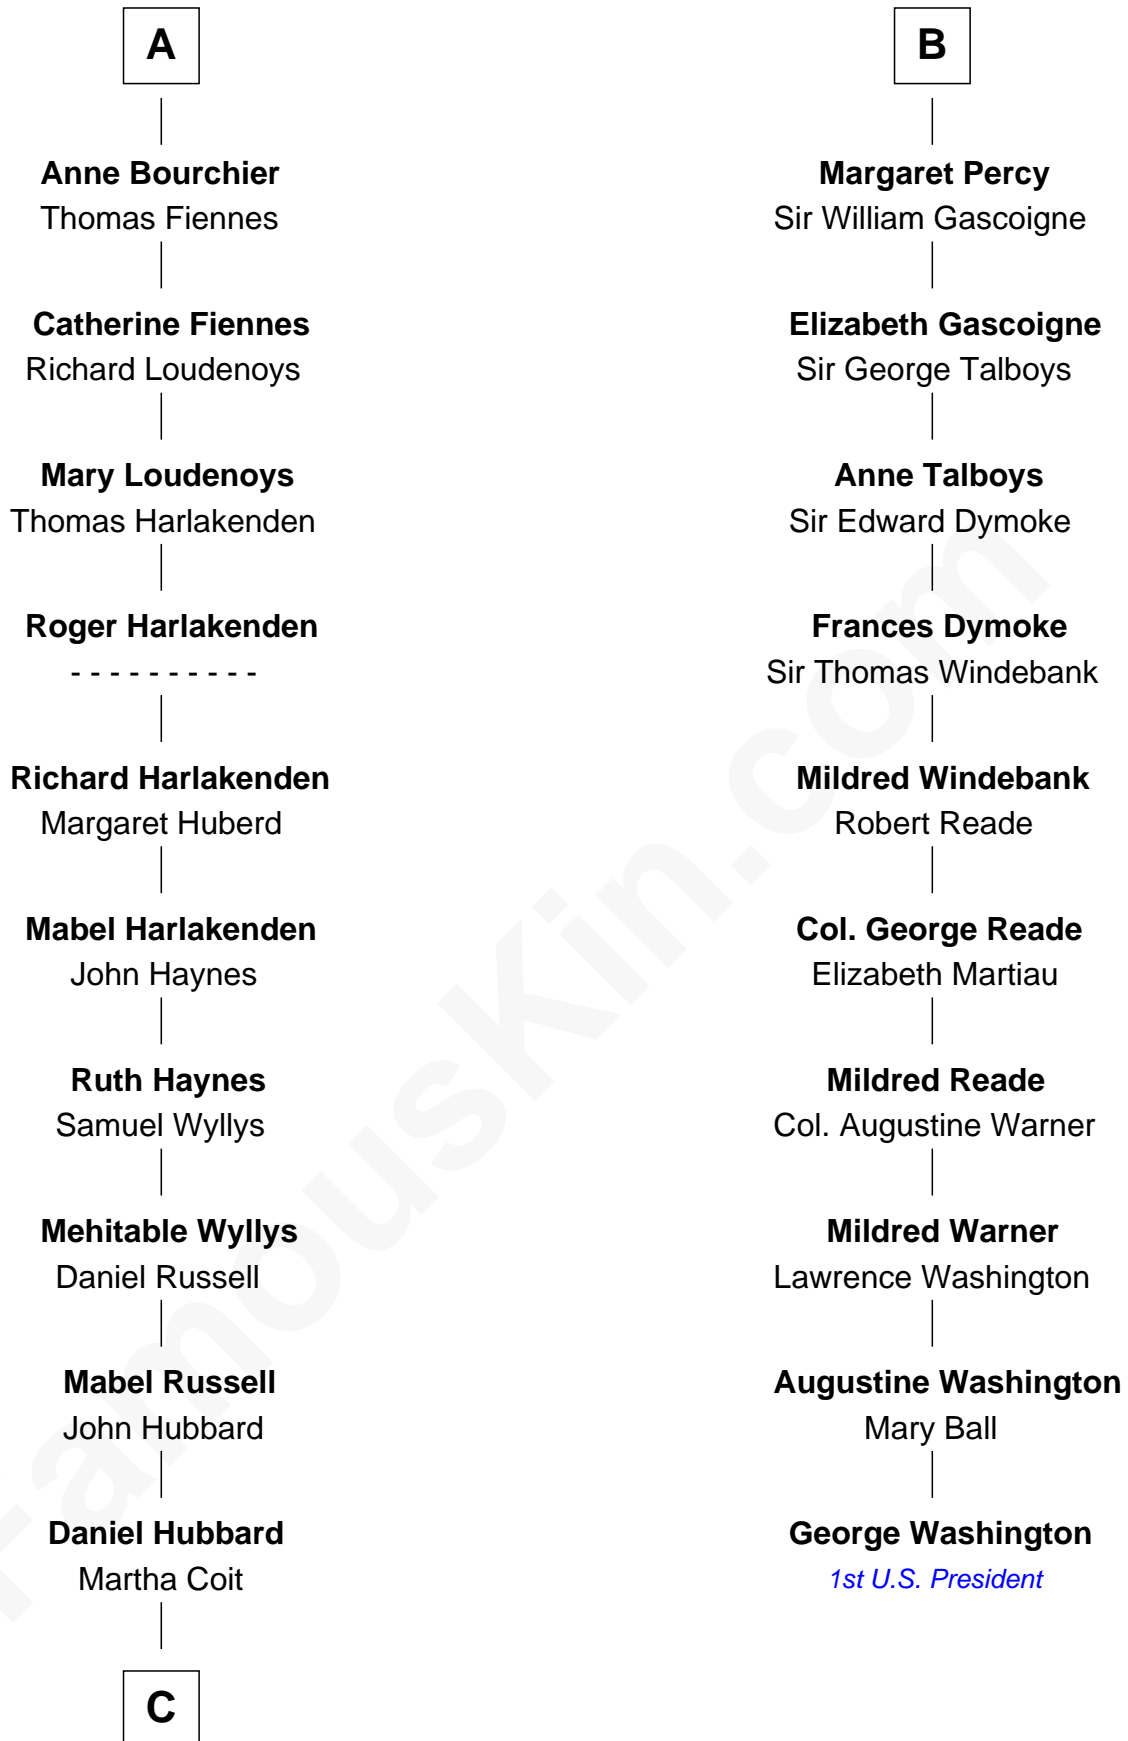 A
Anne Bourchier
Thomas Fiennes
Catherine Fiennes
Richard Loudenoys
Mary Loudenoys
Thomas Harlakenden
Roger Harlakenden
- - - - - - - - - -
Richard Harlakenden
Margaret Huberd
Mabel Harlakenden
John Haynes
Ruth Haynes
Samuel Wyllys
Mehitable Wyllys
Daniel Russell
Mabel Russell
John Hubbard
Daniel Hubbard
Martha Coit
C
B
Margaret Percy
Sir William Gascoigne
Elizabeth Gascoigne
Sir George Talboys
Anne Talboys
Sir Edward Dymoke
Frances Dymoke
Sir Thomas Windebank
Mildred Windebank
Robert Reade
Col. George Reade
Elizabeth Martiau
Mildred Reade
Col. Augustine Warner
Mildred Warner
Lawrence Washington
Augustine Washington
Mary Ball
George Washington
1st U.S. President
FamousKin.com